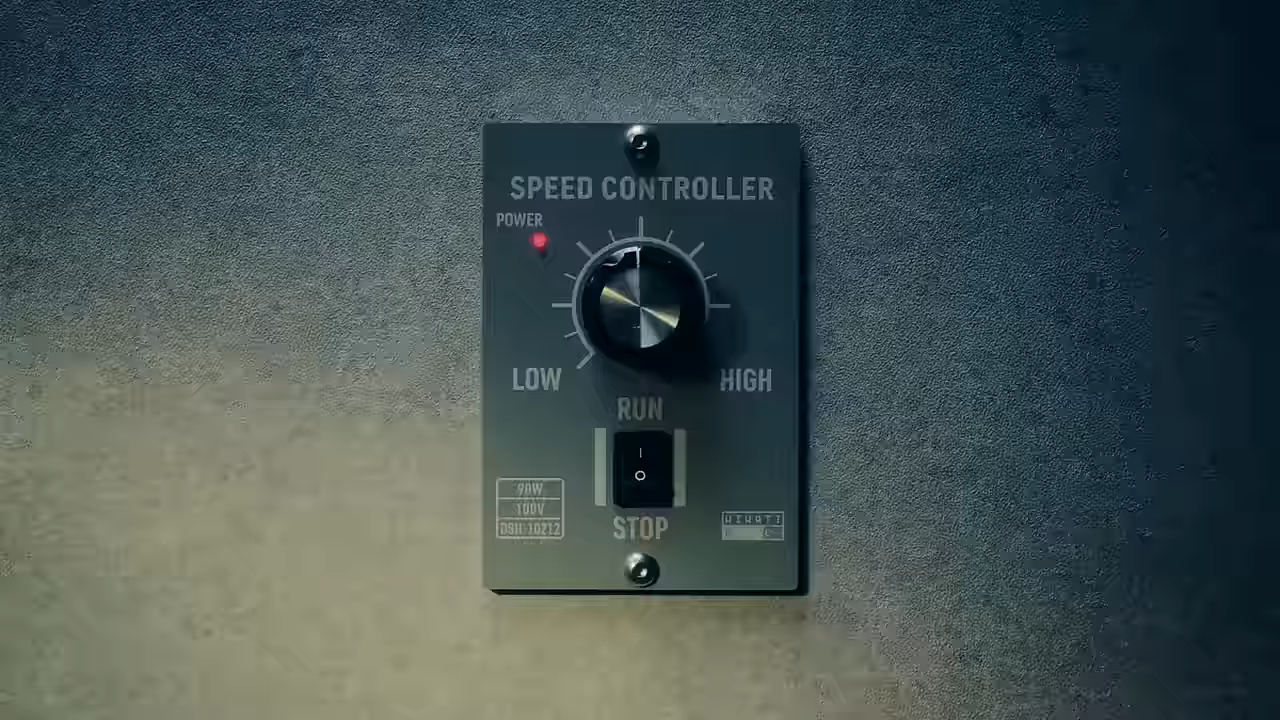 SPEED CONTROLLER
POWER
LOW
HIGH
RUN
STOP
90W
100V